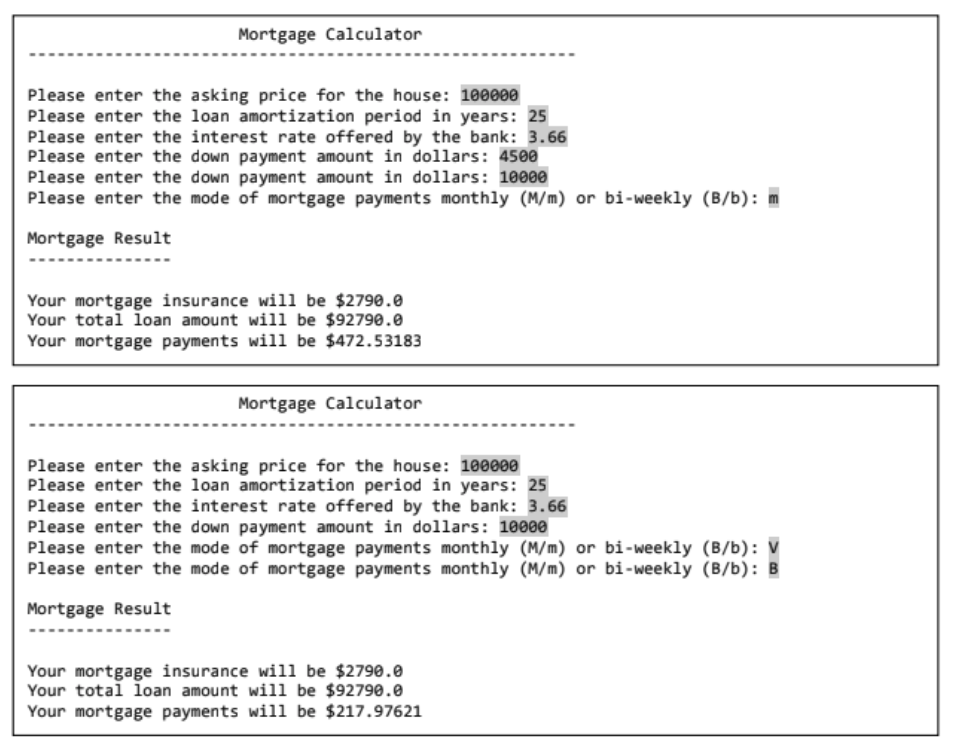 Mortgage Calculator
---------------------------------------------------------
Please enter the asking price for the house: 100000
Please enter the loan amortization period in years: 25
Please enter the interest rate offered by the bank: 3.66
Please enter the down payment amount in dollars: 4500
Please enter the down payment amount in dollars: 10000
Please enter the mode of mortgage payments monthly (M/m) or bi-weekly (B/b): m
Mortgage Result
---------------
Your mortgage insurance will be $2790.0
Your total loan amount will be $92790.0
Your mortgage payments will be $472.53183
Mortgage Calculator
---------------------------------------------------------
Please enter the asking price for the house: 100000
Please enter the loan amortization period in years: 25
Please enter the interest rate offered by the bank: 3.66
Please enter the down payment amount in dollars: 10000
Please enter the mode of mortgage payments monthly (M/m) or bi-weekly (B/b): V
Please enter the mode of mortgage payments monthly (M/m) or bi-weekly (B/b): B
Mortgage Result
---------------
Your mortgage insurance will be $2790.0
Your total loan amount will be $92790.0
Your mortgage payments will be $217.97621